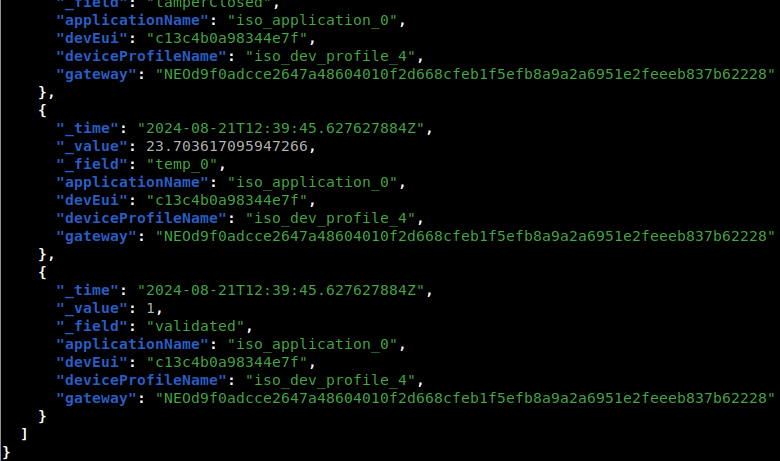 "_field": "tamperClosed",
"applicationName": "iso_application_0",
"devEui": "c13c4b0a98344e7f",
"deviceProfileName": "iso_dev_profile_4",
"gateway": "NEOd9f0adcce2647a48604010f2d668cfeb1f5efb8a9a2a6951e2feeeb837b62228"
},
{
"_time": "2024-08-21T12:39:45.627627884Z",
"_value": 23.703617095947266,
"_field": "temp_0",
"applicationName": "iso_application_0",
"devEui": "c13c4b0a98344e7f",
"deviceProfileName": "iso_dev_profile_4",
"gateway": "NEOd9f0adcce2647a48604010f2d668cfeb1f5efb8a9a2a6951e2feeeb837b62228"
},
{
"_time": "2024-08-21T12:39:45.627627884Z",
"_value": 1,
"_field": "validated",
"applicationName": "iso_application_0",
"devEui": "c13c4b0a98344e7f",
"deviceProfileName": "iso_dev_profile_4",
"gateway": "NEOd9f0adcce2647a48604010f2d668cfeb1f5efb8a9a2a6951e2feeeb837b62228"
}
]
}